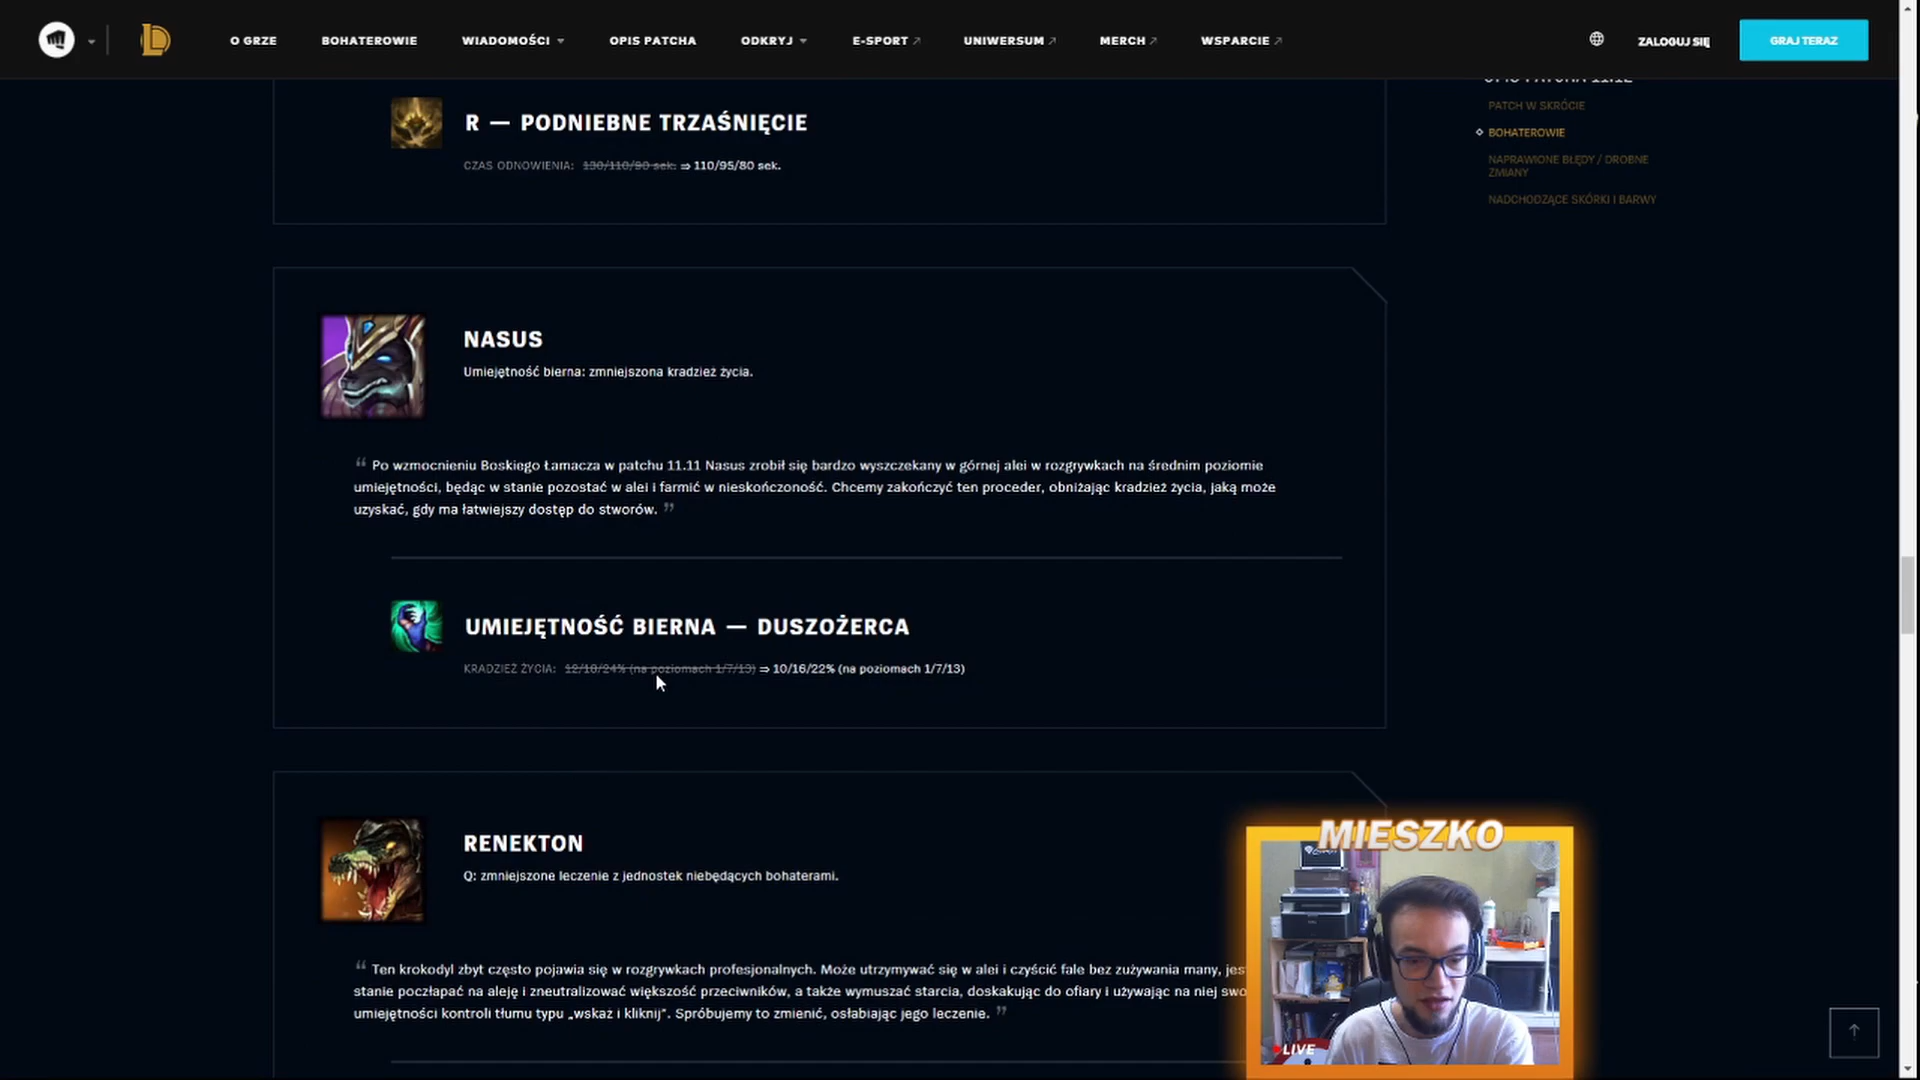 O GRZE
BOHATEROWIE
WIADOMOŚCI
OPIS PATCHA
ODKRYJ
E-SPORT
UNIWERSUM
MERCH
WSPARCIE
ZALOGUJ SIĘ
GRAJ TERAZ
OPIS PATCHA 11.12
PATCH W SKRÓCIE
BOHATEROWIE
NAPRAWIONE BŁĘDY / DROBNE
ZMIANY
NADCHODZĄCE SKÓRKI I BARWY
R — PODNIEBNE TRZAŚNIĘCIE
CZAS ODNOWIENIA: 130/110/90 sek. ⇒ 110/95/80 sek.
NASUS
Umiejętność bierna: zmniejszona kradzież życia.
“ Po wzmocnieniu Boskiego Łamacza w patchu 11.11 Nasus zrobił się bardzo wyszczekany w górnej alei w rozgrywkach na średnim poziomie
umiejętności, będąc w stanie pozostać w alei i farmić w nieskończoność. Chcemy zakończyć ten proceder, obniżając kradzież życia, jaką może
uzyskać, gdy ma łatwiejszy dostęp do stworów. ”
UMIEJĘTNOŚĆ BIERNA — DUSZOŻERCA
KRADZIEŻ ŻYCIA: 12/18/24% (na poziomach 1/7/13) ⇒ 10/16/22% (na poziomach 1/7/13)
RENEKTON
Q: zmniejszone leczenie z jednostek niebędących bohaterami.
“ Ten krokodyl zbyt często pojawia się w rozgrywkach profesjonalnych. Może utrzymywać się w alei i czyścić fale bez zużywania many, jes
stanie poczłapać na aleję i zneutralizować większość przeciwników, a także wymuszać starcia, doskakując do ofiary i używając na niej swo
umiejętności kontroli tłumu typu „wskaż i kliknij”. Spróbujemy to zmienić, osłabiając jego leczenie. ”
MIESZKO
LIVE